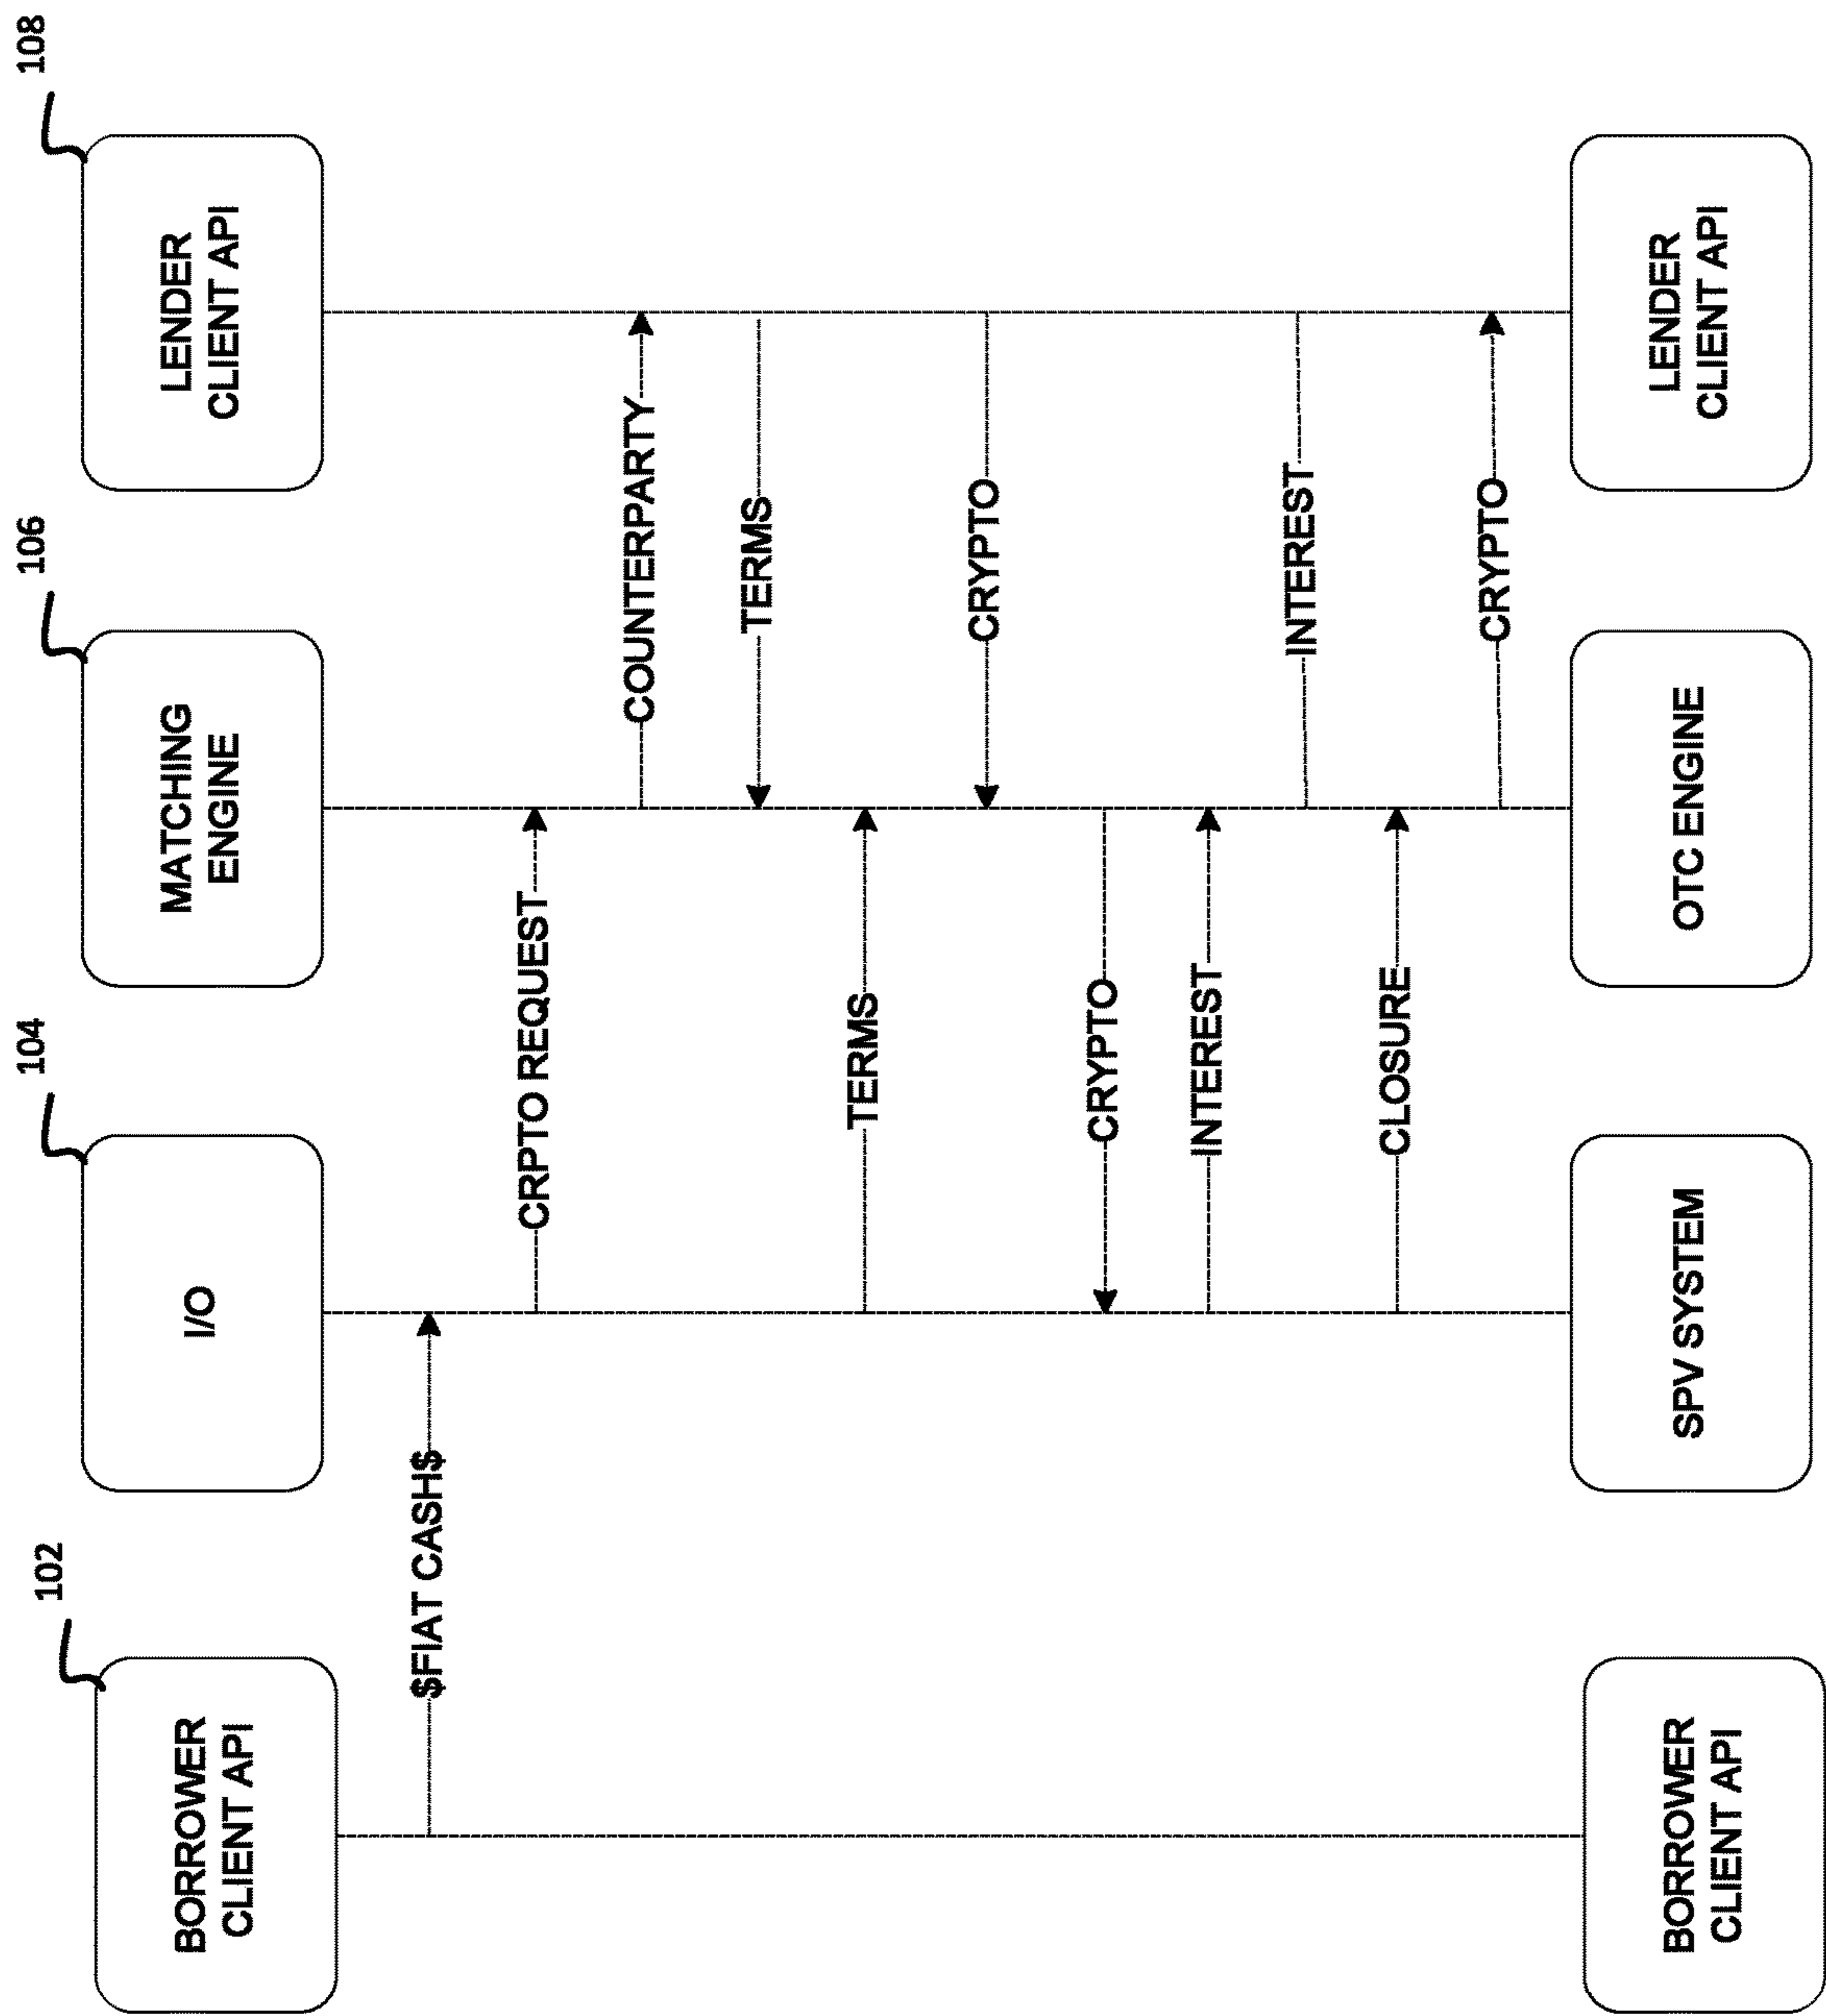 102
104
106
108
BORROWER
CLIENT API
I/O
MATCHING
ENGINE
LENDER
CLIENT API
$FIAT CASH$
CRPTO REQUEST
COUNTERPARTY
TERMS
TERMS
CRYPTO
CRYPTO
INTEREST
INTEREST
CLOSURE
CRYPTO
BORROWER
CLIENT API
SPV SYSTEM
OTC ENGINE
LENDER
CLIENT API